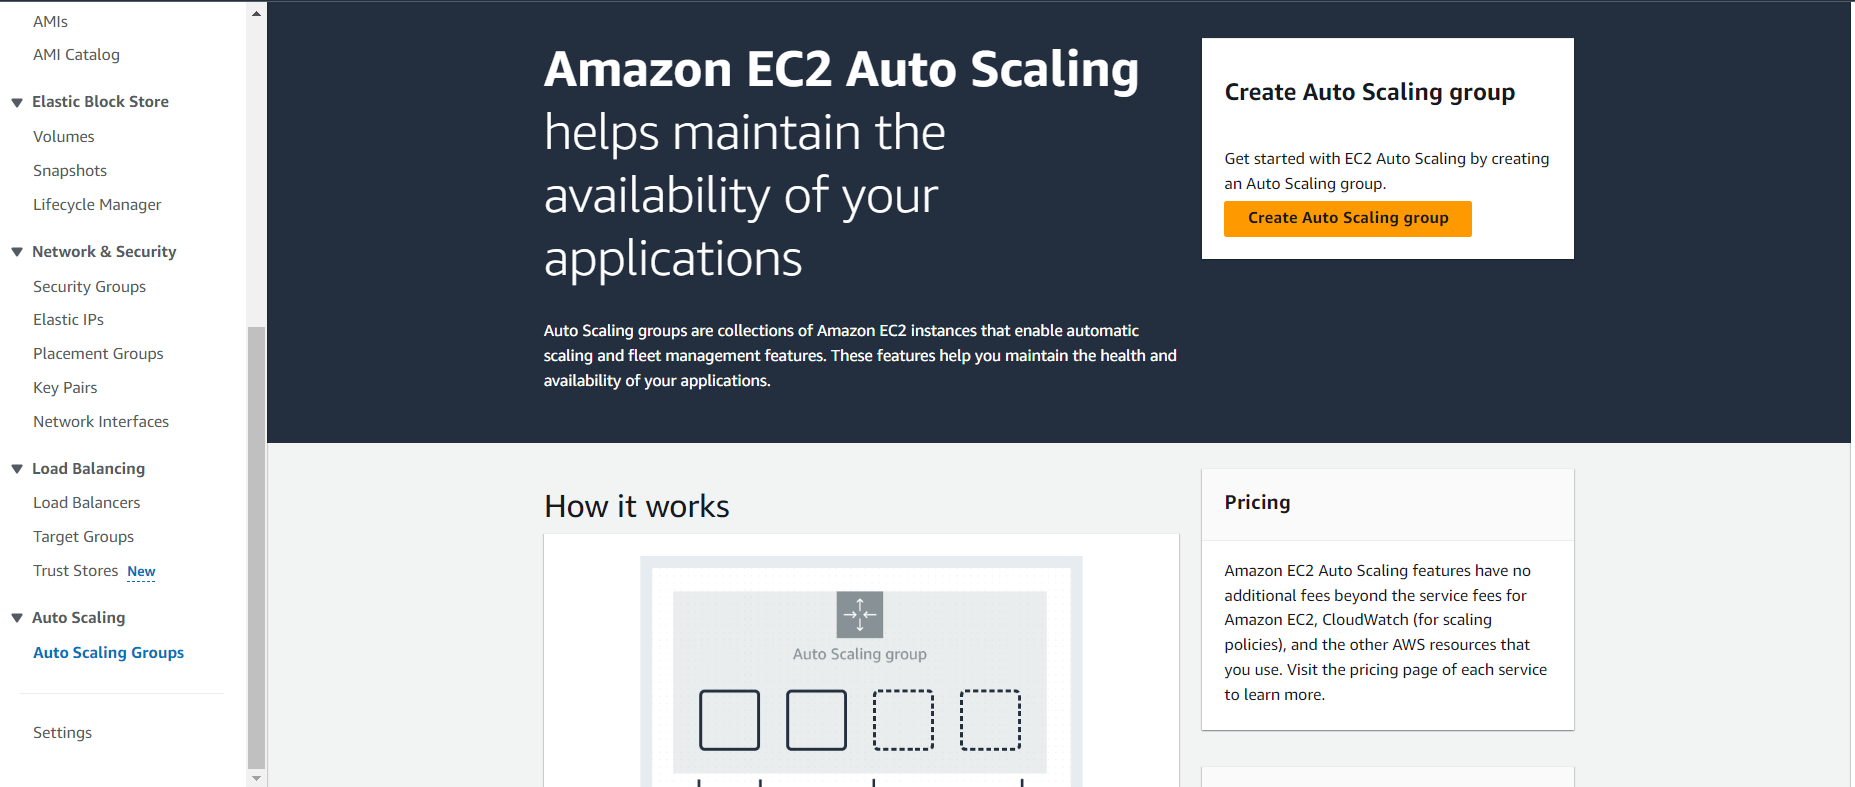 AMIs
AMI Catalog
Elastic Block Store
Volumes
Snapshots
Lifecycle Manager
Network & Security
Security Groups
Elastic IPs
Placement Groups
Key Pairs
Network Interfaces
Load Balancing
Load Balancers
Target Groups
Trust Stores New
Auto Scaling
Auto Scaling Groups
Settings
Amazon EC2 Auto Scaling
helps maintain the
availability of your
applications
Auto Scaling groups are collections of Amazon EC2 instances that enable automatic
scaling and fleet management features. These features help you maintain the health and
availability of your applications.
Create Auto Scaling group
Get started with EC2 Auto Scaling by creating
an Auto Scaling group.
Create Auto Scaling group
How it works
Auto Scaling group
Pricing
Amazon EC2 Auto Scaling features have no
additional fees beyond the service fees for
Amazon EC2, CloudWatch (for scaling
policies), and the other AWS resources that
you use. Visit the pricing page of each service
to learn more.